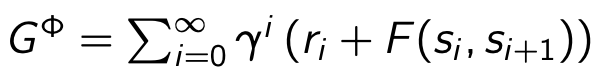 G^Φ = ∑_{i=0}^{∞} γ^i (r_i + F(s_i, s_{i+1}))